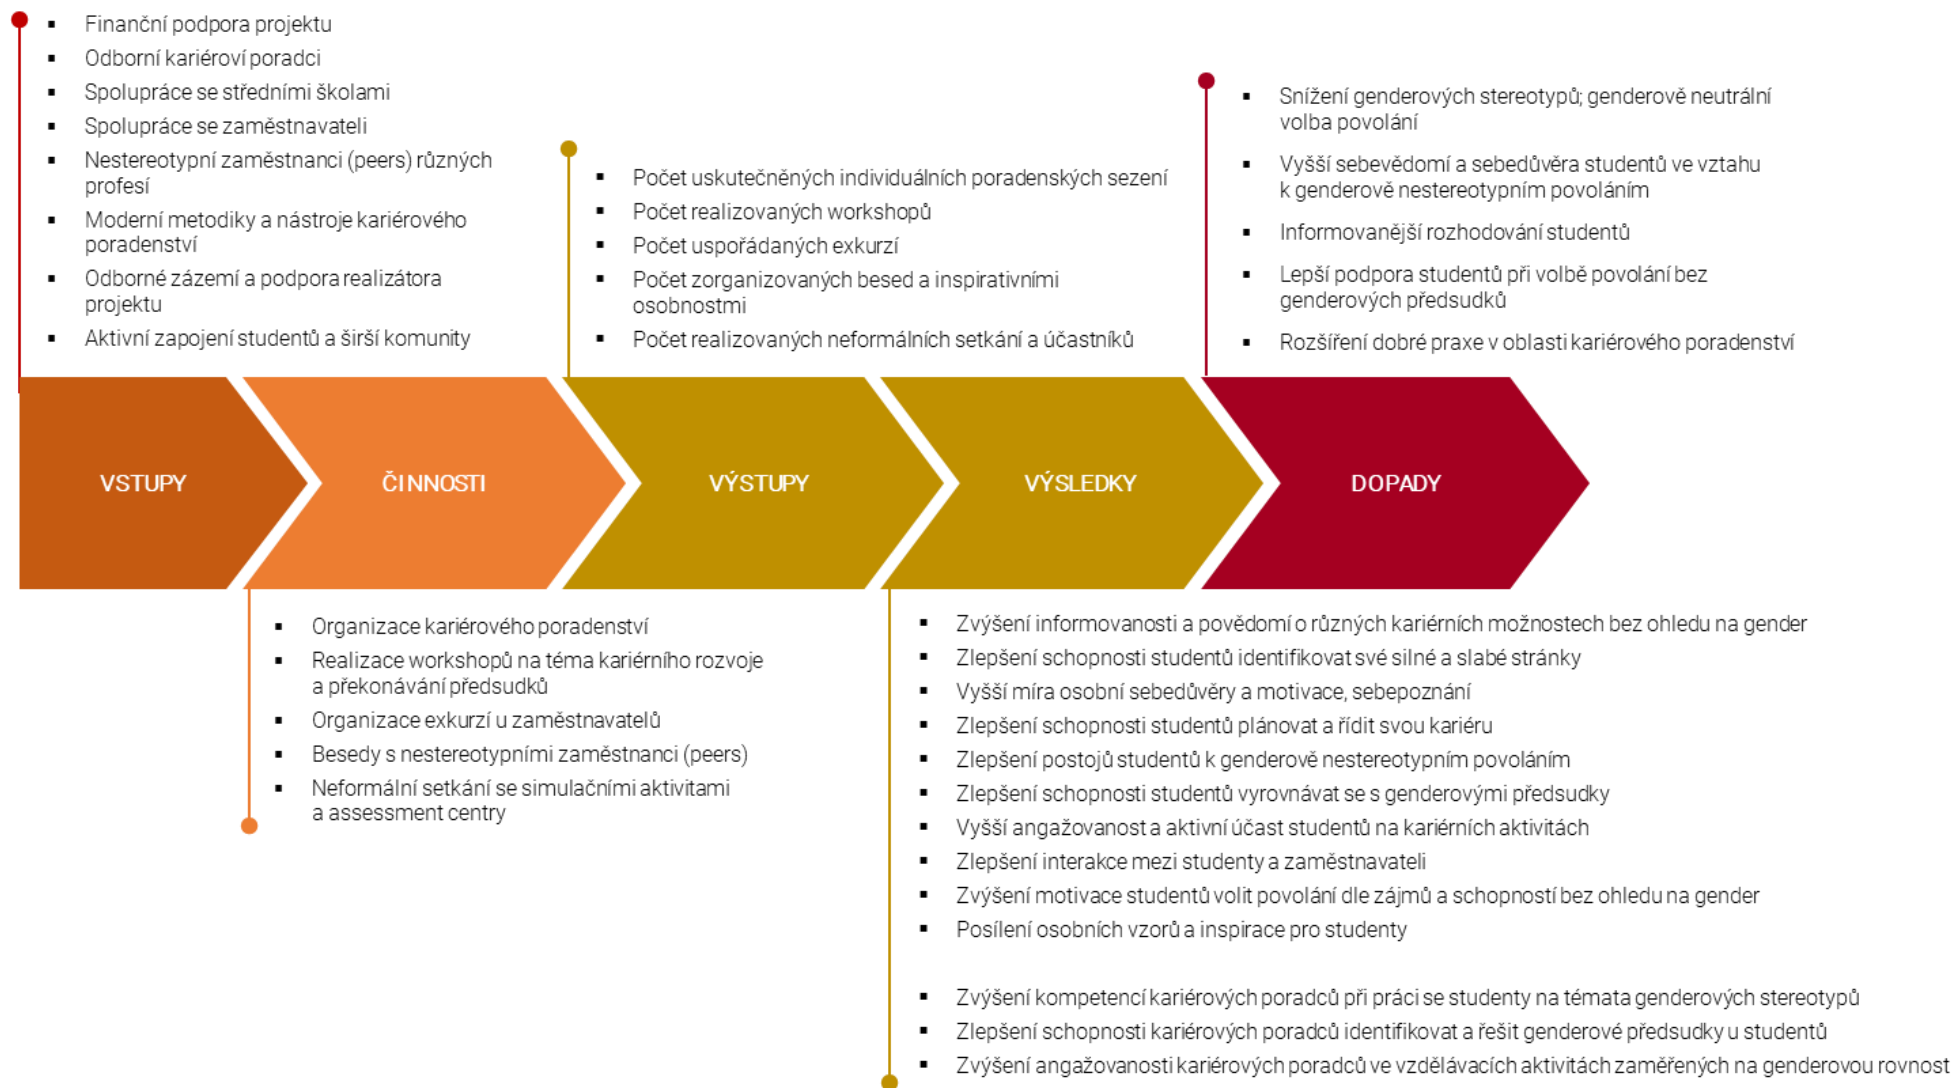 ▪ Finanční podpora projektu
▪ Odborní kariéroví poradci
▪ Spolupráce se středními školami
▪ Spolupráce se zaměstnavateli
▪ Nestereotypní zaměstnanci (peers) různých
profesí
▪ Moderní metodiky a nástroje kariérového
poradenství
▪ Odborné zázemí a podpora realizátora
projektu
▪ Aktivní zapojení studentů a širší komunity
▪ Počet uskutečněných individuálních poradenských sezení
▪ Počet realizovaných workshopů
▪ Počet uspořádaných exkurzí
▪ Počet zorganizovaných besed a inspirativními
osobnostmi
▪ Počet realizovaných neformálních setkání a účastníků
▪ Snížení genderových stereotypů; genderově neutrální
volba povolání
▪ Vyšší sebevědomí a sebedůvěra studentů ve vztahu
k genderově nestereotypním povoláním
▪ Informovanější rozhodování studentů
▪ Lepší podpora studentů při volbě povolání bez
genderových předsudků
▪ Rozšíření dobré praxe v oblasti kariérového poradenství
VSTUPY
ČINNOSTI
VÝSTUPY
VÝSLEDKY
DOPADY
▪ Organizace kariérového poradenství
▪ Realizace workshopů na téma kariérního rozvoje
a překonávání předsudků
▪ Organizace exkurzí u zaměstnavatelů
▪ Besedy s nestereotypními zaměstnanci (peers)
▪ Neformální setkání se simulačními aktivitami
a assessment centry
▪ Zvýšení informovanosti a povědomí o různých kariérních možnostech bez ohledu na gender
▪ Zlepšení schopnosti studentů identifikovat své silné a slabé stránky
▪ Vyšší míra osobní sebedůvěry a motivace, sebepoznání
▪ Zlepšení schopnosti studentů plánovat a řídit svou kariéru
▪ Zlepšení postojů studentů k genderově nestereotypním povoláním
▪ Zlepšení schopnosti studentů vyrovnávat se s genderovými předsudky
▪ Vyšší angažovanost a aktivní účast studentů na kariérních aktivitách
▪ Zlepšení interakce mezi studenty a zaměstnavateli
▪ Zvýšení motivace studentů volit povolání dle zájmů a schopností bez ohledu na gender
▪ Posílení osobních vzorů a inspirace pro studenty
▪ Zvýšení kompetencí kariérových poradců při práci se studenty na témata genderových stereotypů
▪ Zlepšení schopnosti kariérových poradců identifikovat a řešit genderové předsudky u studentů
▪ Zvýšení angažovanosti kariérových poradců ve vzdělávacích aktivitách zaměřených na genderovou rovnost